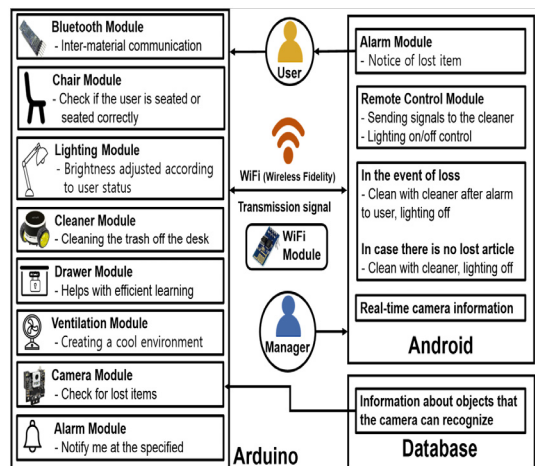 Bluetooth Module
- Inter-material communication
Chair Module
- Check if the user is seated or
seated correctly
Lighting Module
- Brightness adjusted according
to user status
Cleaner Module
- Cleaning the trash off the desk
Drawer Module
- Helps with efficient learning
Ventilation Module
- Creating a cool environment
Camera Module
- Check for lost items
Alarm Module
- Notify me at the specified
Arduino
User
WiFi (Wireless Fidelity)
Transmission signal
WiFi
Module
Manager
Alarm Module
- Notice of lost item
Remote Control Module
- Sending signals to the cleaner
- Lighting on/off control
In the event of loss
- Clean with cleaner after alarm
to user, lighting off
In case there is no lost article
- Clean with cleaner, lighting off
Real-time camera information
Android
Information about objects that
the camera can recognize
Database